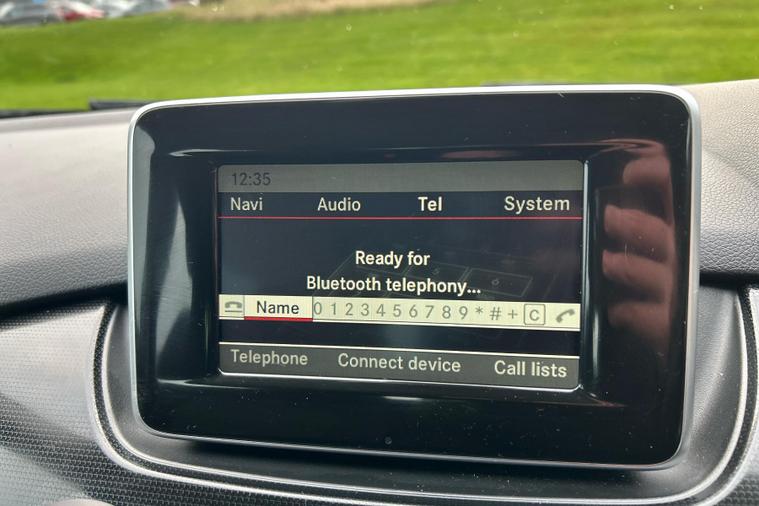 12:35
Navi Audio Tel System
Ready for
Bluetooth telephony...
Name 0 1 2 3 4 5 6 7 8 9 * # + C
Telephone Connect device Call lists